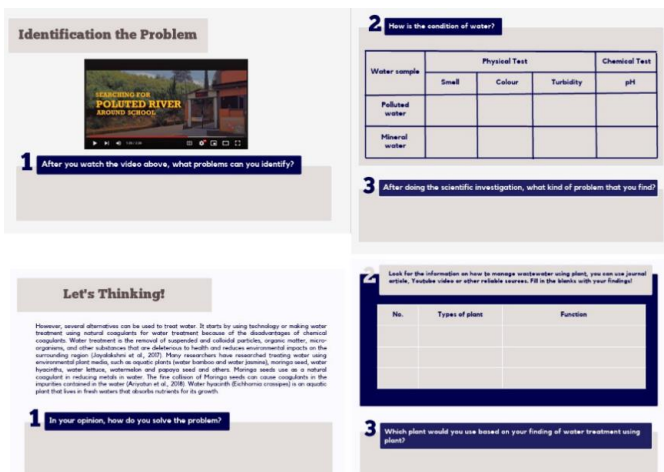 Identification the Problem
SEARCHING FOR
POLUTED RIVER
AROUND SCHOOL
1 After you watch the video above, what problems can you identify?
2 How is the condition of water?
Water sample
Physical Test
Chemical Test
Smell
Colour
Turbidity
pH
Polluted
water
Mineral
water
3 After doing the scientific investigation, what kind of problem that you find?
Let's Thinking!
However, several alternatives can be used to treat water. It starts by using technology or making water
treatment using natural coagulants for water treatment because of the disadvantages of chemical
coagulants. Water treatment is the removal of suspended and colloidal particles, organic matter, micro-
organisms, and other substances that are deleterious to health and reduces environmental impacts on the
surrounding region (Jayalakshmi et al., 2017). Many researchers have researched treating water using
environmental plant media, such as aquatic plants (water bamboo and water jasmine), moringa seed, water
hyacinths, water lettuce, watermelon and papaya seed and others. Moringa seeds use as a natural
coagulant in reducing metals in water. The fine collision of Moringa seeds can cause coagulants in the
impurities contained in the water (Ariyatun et al., 2018). Water hyacinth (Eichhornia crassipes) is an aquatic
plant that lives in fresh waters that absorbs nutrients for its growth.
1 In your opinion, how do you solve the problem?
2 Look for the information on how to manage wastewater using plant, you can use journal
article, Youtube video or other reliable sources. Fill in the blanks with your findings!
No.
Types of plant
Function
3 Which plant would you use based on your finding of water treatment using
plant?